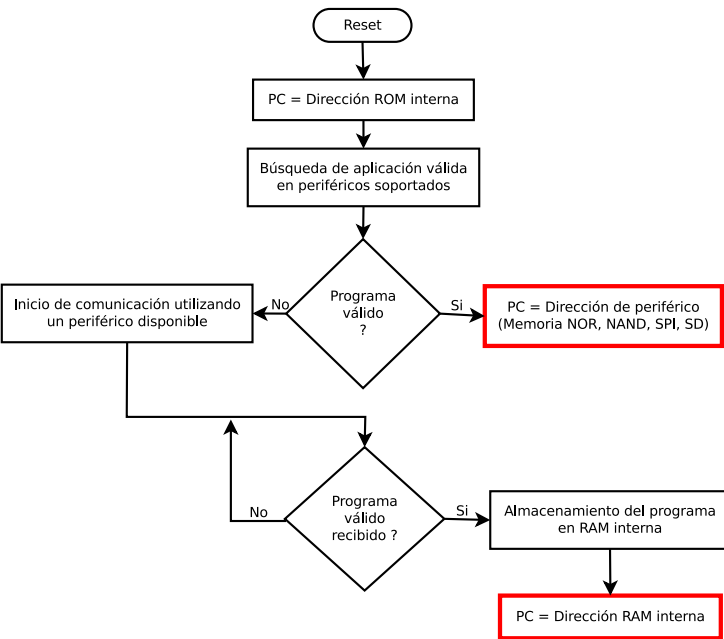 Reset
PC = Dirección ROM interna
Búsqueda de aplicación válida
en periféricos soportados
Programa
válido
?
No
Si
Inicio de comunicación utilizando
un periférico disponible
PC = Dirección de periférico
(Memoria NOR, NAND, SPI, SD)
Programa
válido
recibido ?
No
Si
Almacenamiento del programa
en RAM interna
PC = Dirección RAM interna